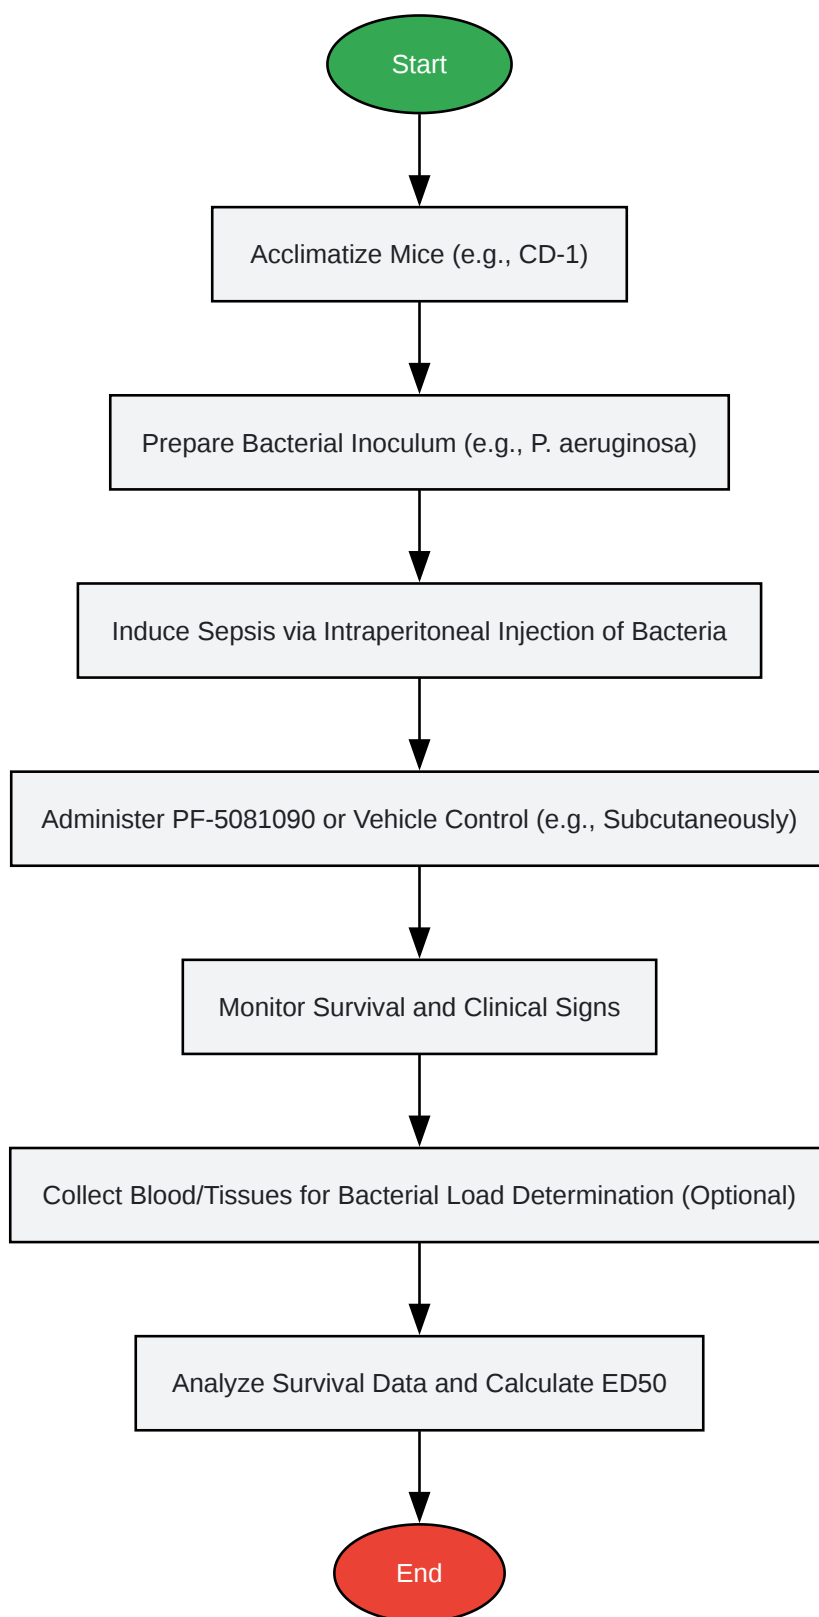 Start
Acclimatize Mice (e.g., CD-1)
Prepare Bacterial Inoculum (e.g., P. aeruginosa)
Induce Sepsis via Intraperitoneal Injection of Bacteria
Administer PF-5081090 or Vehicle Control (e.g., Subcutaneously)
Monitor Survival and Clinical Signs
Collect Blood/Tissues for Bacterial Load Determination (Optional)
Analyze Survival Data and Calculate ED50
End